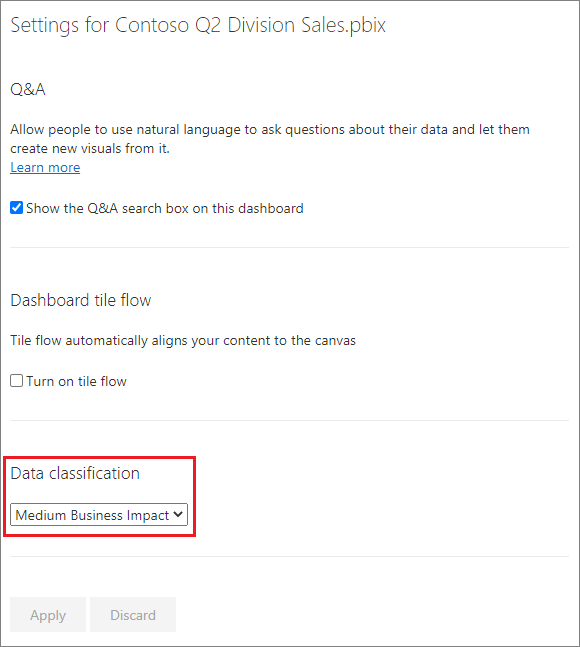 Settings for Contoso Q2 Division Sales.pbix
Q&A
Allow people to use natural language to ask questions about their data and let them
create new visuals from it.
Learn more
Show the Q&A search box on this dashboard
Dashboard tile flow
Tile flow automatically aligns your content to the canvas
Turn on tile flow
Data classification
Medium Business Impact
Apply Discard